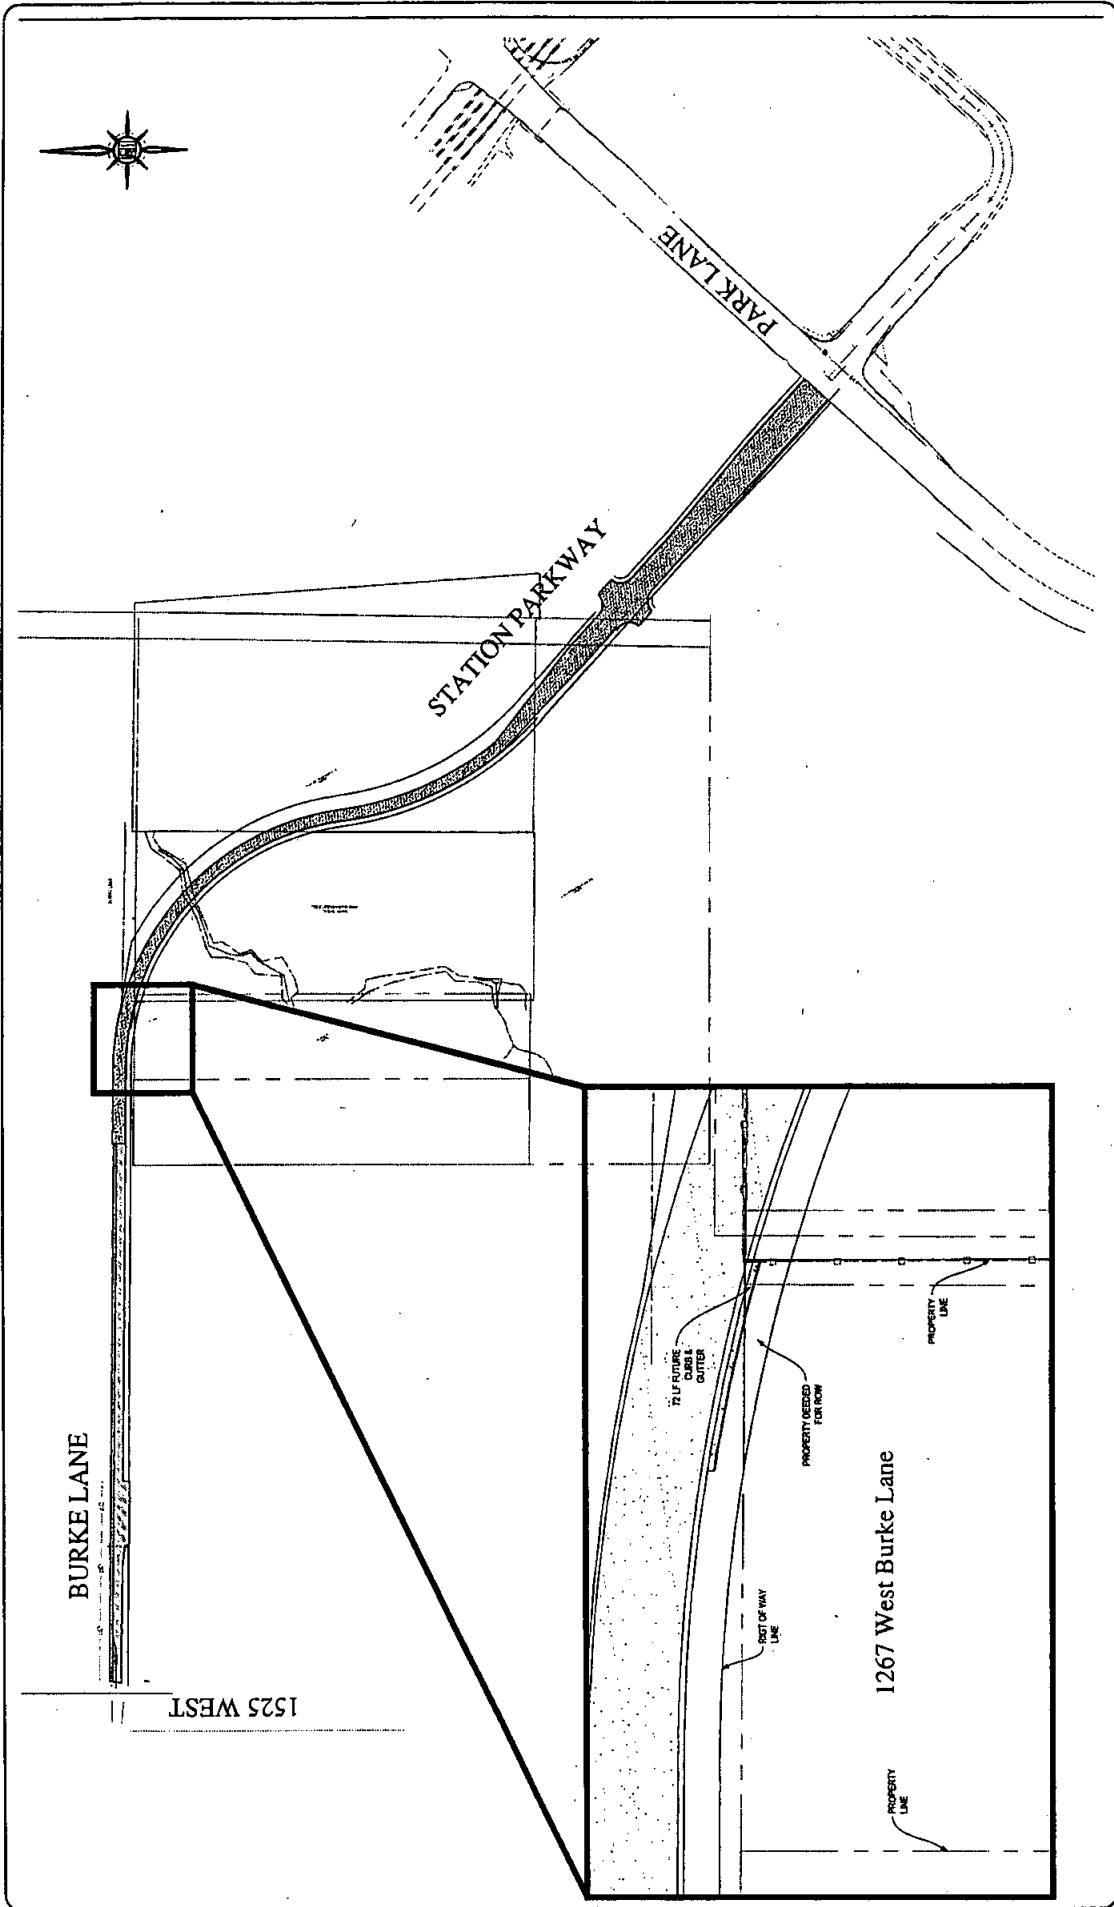 PARK LANE
STATION PARKWAY
BURKE LANE
1525 WEST
72 LF FUTURE
CURB &
GUTTER
PROPERTY
LINE
PROPERTY DEEDED
FOR ROW
RIGT OF WAY
LINE
1267 West Burke Lane
PROPERTY
LINE